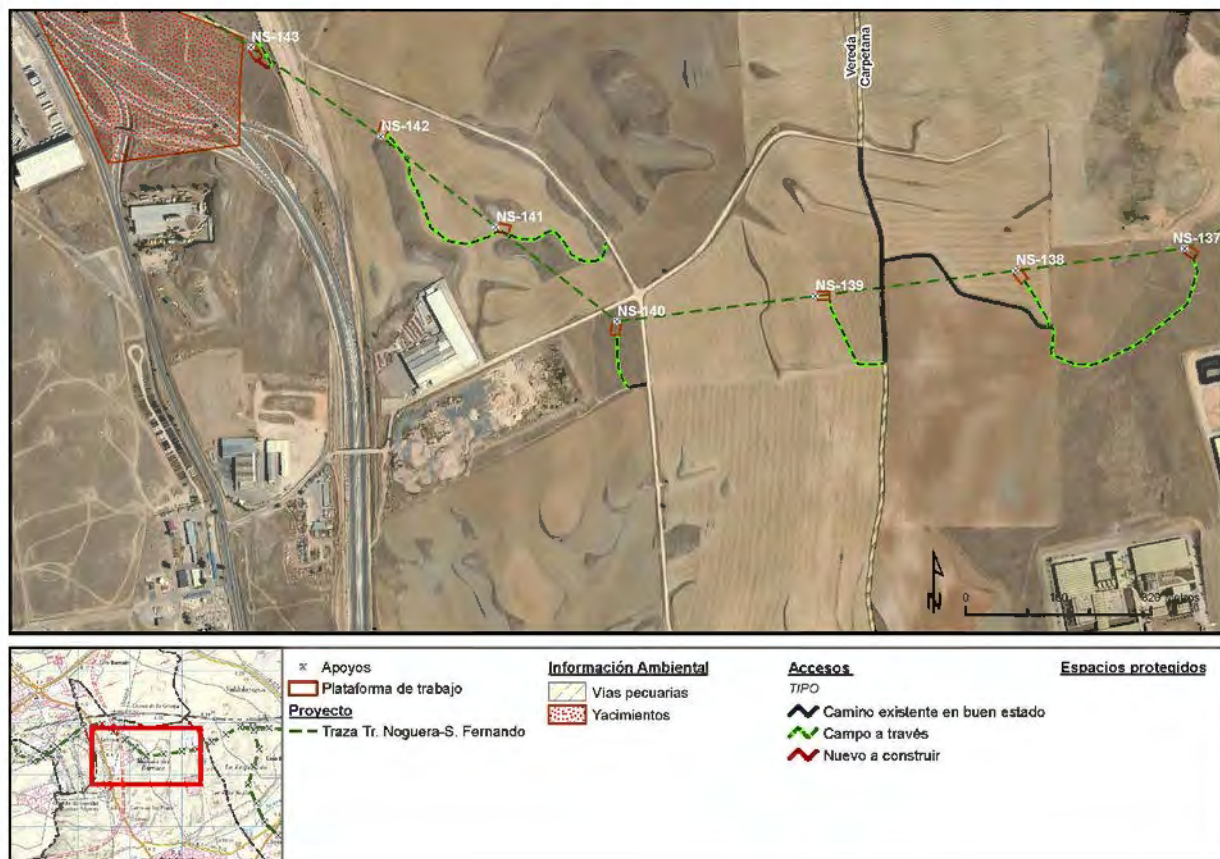 NS-143
Vereda
Carpetana
NS-142
NS-141
NS-137
NS-138
NS-139
NS-140
0
Apoyos
Plataforma de trabajo
Proyecto
Traza Tr. Noguera-S. Fernando
Información Ambiental
Vias pecuarias
Yacimientos
Accesos
TIPO
Camino existente en buen estado
Campo a través
Nuevo a construir
Espacios protegidos